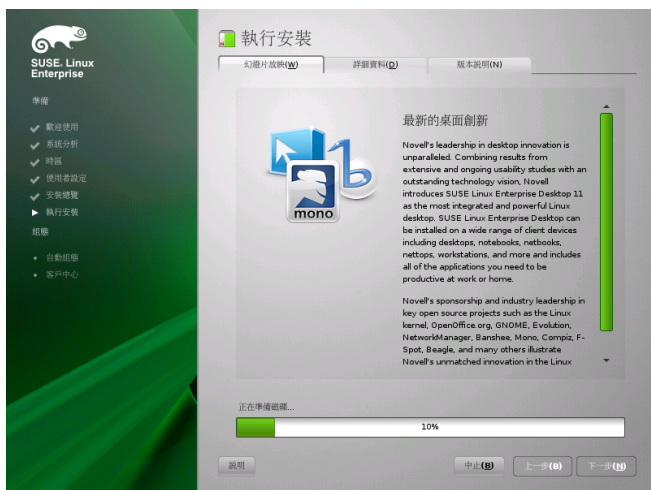 SUSE. Linux
Enterprise
準備
歡迎使用
系統分析
時區
使用者設定
安裝總覽
執行安裝
組態
自動組態
客戶中心
執行安裝
幻燈片放映(W)
詳細資料(D)
版本說明(N)
mono
最新的桌面創新
Novell's leadership in desktop innovation is
unparalleled. Combining results from
extensive and ongoing usability studies with an
outstanding technology vision, Novell
introduces SUSE Linux Enterprise Desktop 11
as the most integrated and powerful Linux
desktop. SUSE Linux Enterprise Desktop can
be installed on a wide range of client devices
including desktops, notebooks, netbooks,
nettops, workstations, and more and includes
all of the applications you need to be
productive at work or home.
Novell's sponsorship and industry leadership in
key open source projects such as the Linux
kernel, OpenOffice.org, GNOME, Evolution,
NetworkManager, Banshee, Mono, Compiz, F-
Spot, Beagle, and many others illustrate
Novell's unmatched innovation in the Linux
正在準備磁碟...
10%
說明
中止(B)
上一步(B)
下一步(N)